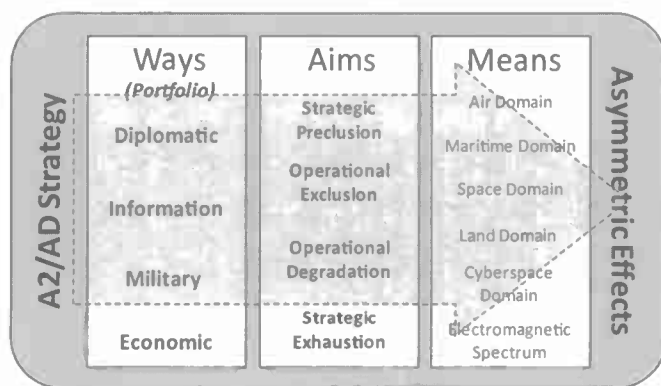 A2/AD Strategy
Ways
(Portfolio)
Diplomatic
Information
Military
Economic
Aims
Strategic
Preclusion
Operational
Exclusion
Operational
Degradation
Strategic
Exhaustion
Means
Air Domain
Maritime Domain
Space Domain
Land Domain
Cyberspace
Domain
Electromagnetic
Spectrum
Asymmetric Effects